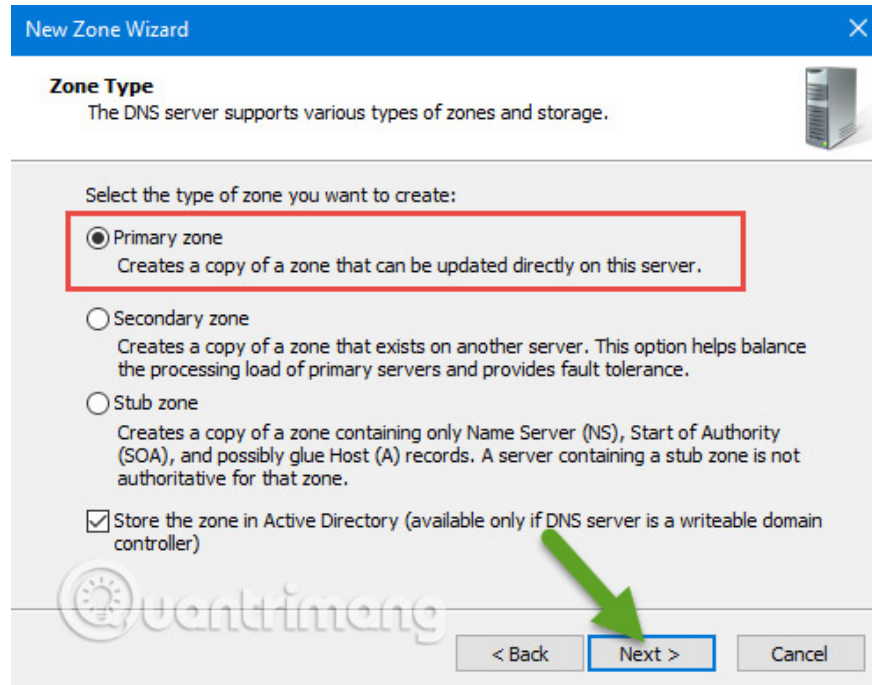 New Zone Wizard
Zone Type
The DNS server supports various types of zones and storage.
Select the type of zone you want to create:
Primary zone
Creates a copy of a zone that can be updated directly on this server.
Secondary zone
Creates a copy of a zone that exists on another server. This option helps balance
the processing load of primary servers and provides fault tolerance.
Stub zone
Creates a copy of a zone containing only Name Server (NS), Start of Authority
(SOA), and possibly glue Host (A) records. A server containing a stub zone is not
authoritative for that zone.
Store the zone in Active Directory (available only if DNS server is a writeable domain
controller)
Quantrimang
< Back Next > Cancel